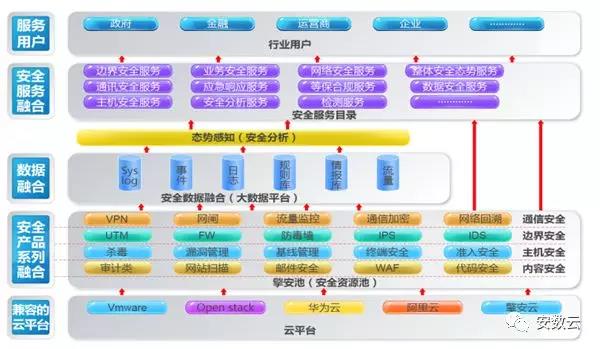 服务
用户
政府 金融 运营商 企业 ..............
行业用户
安全
服务
融合
边界安全服务 业务安全服务 网络安全服务 整体安全态势服务
通讯安全服务 应急响应服务 等保合规服务 数据安全服务
主机安全服务 安全分析服务 检测服务 ..............
安全服务目录
态势感知（安全分析）
数据
融合
Sys
log
事件
日志
规则库
情报库
流量
安全数据融合（大数据平台）
安全
产品
系列
融合
VPN 网闸 流量监控 通信加密 网络回溯 通信安全
UTM FW 防毒墙 IPS IDS 边界安全
杀毒 漏洞管理 基线管理 终端安全 准入安全 主机安全
审计类 网站扫描 邮件安全 WAF 代码安全 内容安全
擎安池（安全资源池）
兼容的
云平台
Vmware Open stack 华为云 阿里云 擎安云
云平台
安数云